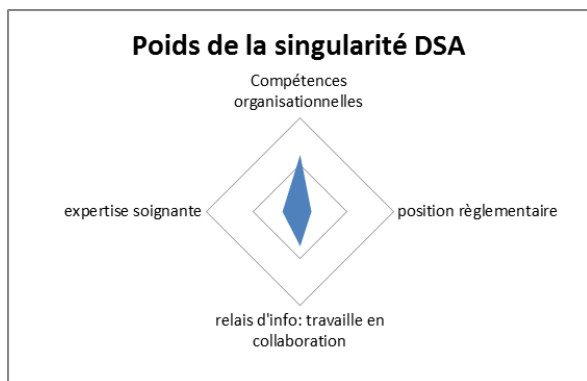 Poids de la singularité DSA
Compétences
organisationnelles
expertise soignante
position règlementaire
relais d'info: travaille en
collaboration